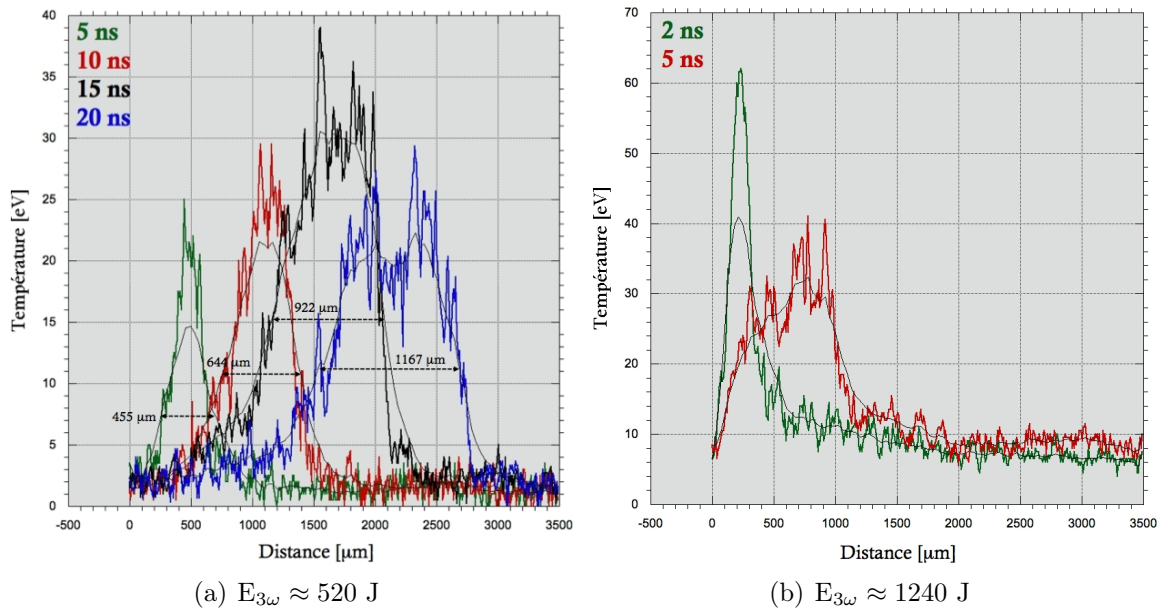 5 ns
10 ns
15 ns
20 ns
40
35
30
25
20
15
10
5
0
Température [eV]
455 µm
644 µm
922 µm
1167 µm
-500 0 500 1000 1500 2000 2500 3000 3500
Distance [µm]
(a) E3ω ≈ 520 J
2 ns
5 ns
70
60
50
40
30
20
10
0
Température [eV]
-500 0 500 1000 1500 2000 2500 3000 3500
Distance [µm]
(b) E3ω ≈ 1240 J